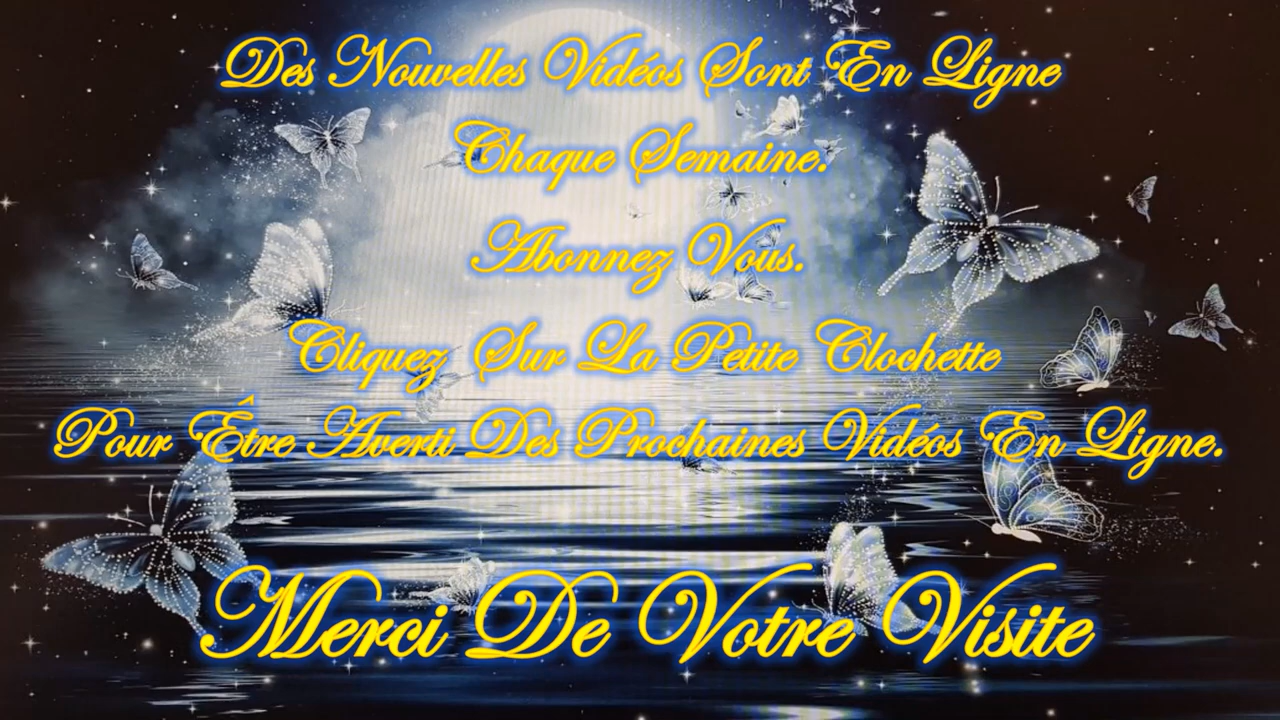 Des Nouvelles Vidéos Sont En Ligne
Chaque Semaine.
Abonnez Vous.
Cliquez Sur La Petite Clochette
Pour Être Averti Des Prochaines Vidéos En Ligne.
Merci De Votre Visite